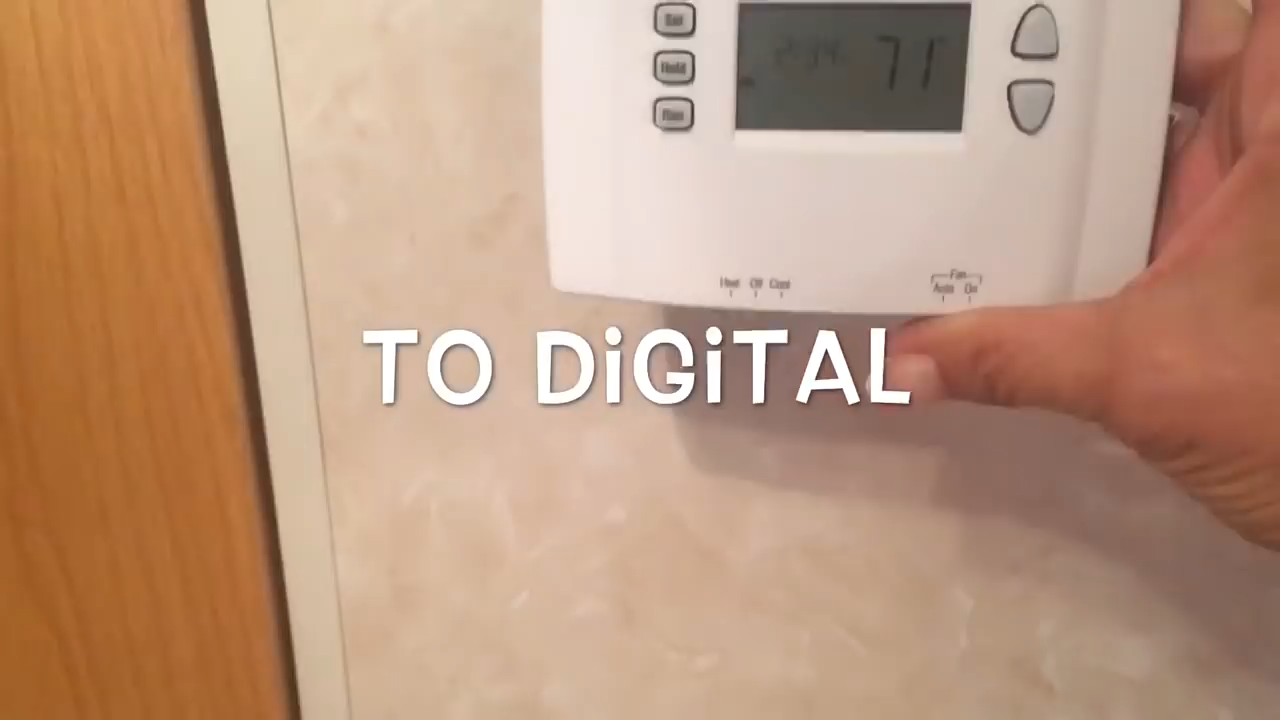 Set
Hold
Run
71
Heat Off Cool
Fan
Auto On
TO DiGiTAL